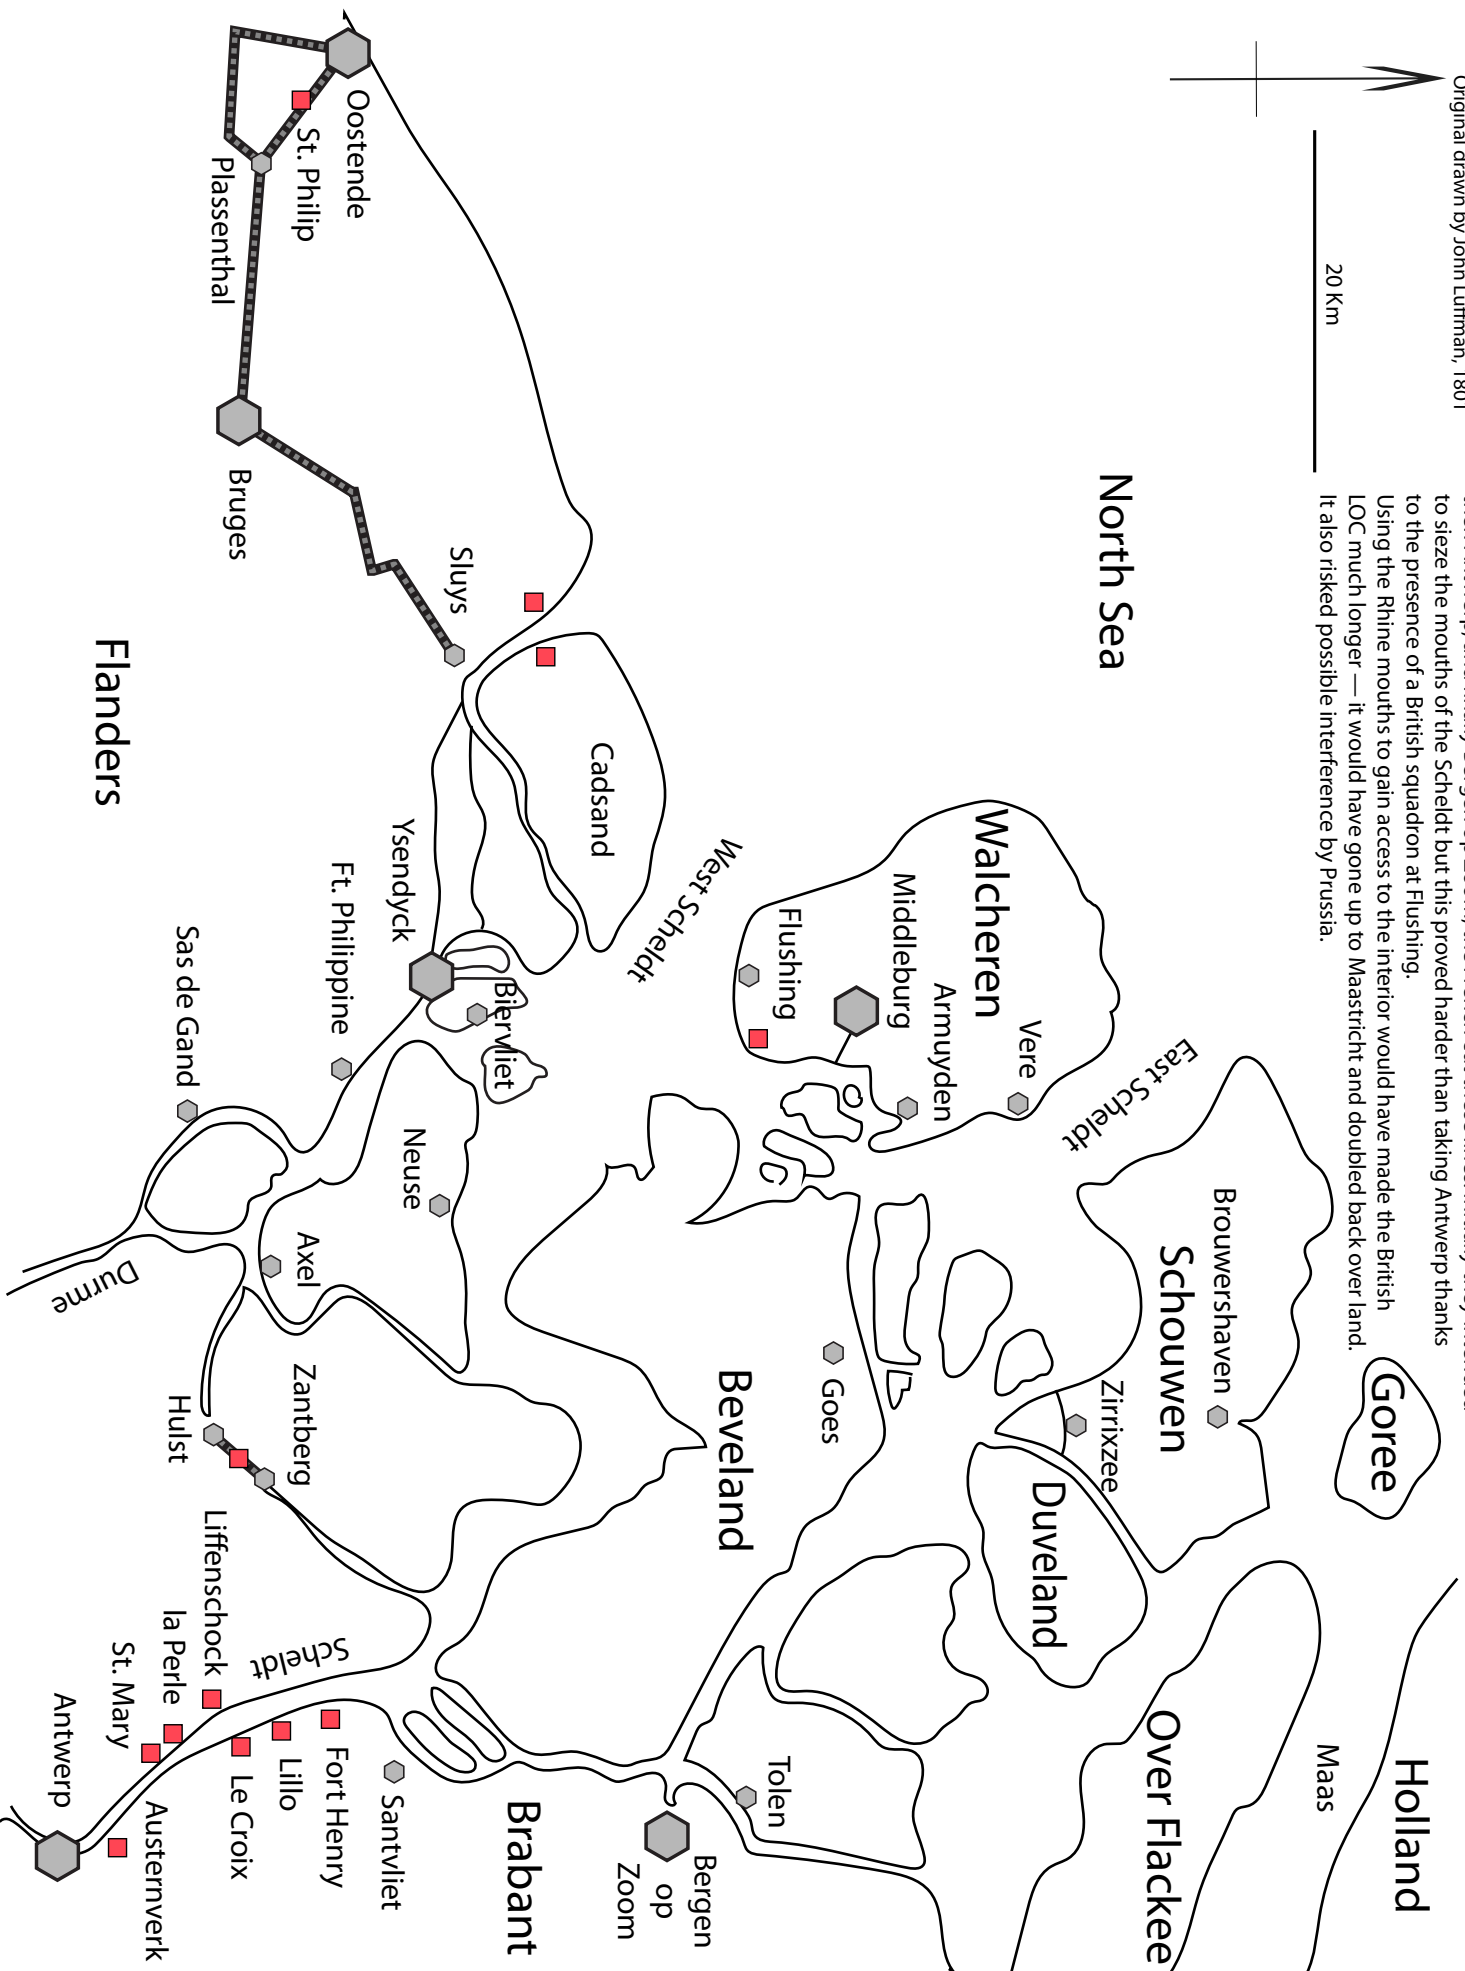 Original drawn by John Luffman, 1801
20 Km
to sieze the mouths of the Scheldt but this proved harder than taking Antwerp thanks
to the presence of a British squadron at Flushing.
Using the Rhine mouths to gain access to the interior would have made the British
LOC much longer — it would have gone up to Maastricht and doubled back over land.
It also risked possible interference by Prussia.
North Sea
Goree
Holland
Maas
Over Flackee
Brouwershaven
Schouwen
Zirrixzee
Duveland
East Scheldt
Vere
Walcheren
Armuyden
Middleburg
Flushing
West Scheldt
Goes
Beveland
Tolen
Bergen
op
Zoom
Brabant
Cadsand
Oostende
St. Philip
Plassenthal
Bruges
Sluys
Flanders
Ysendyck
Biervliet
Ft. Philippine
Sas de Gand
Neuse
Axel
Durme
Zantberg
Hulst
Scheldt
Liffenschock
la Perle
St. Mary
Antwerp
Santvliet
Fort Henry
Lillo
Le Croix
Austernverk